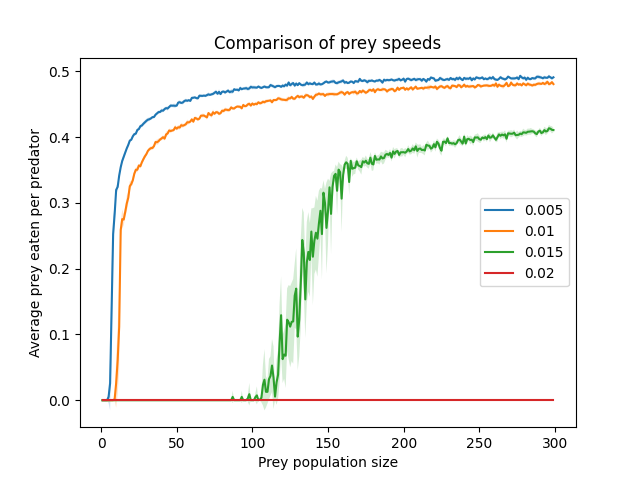 Comparison of prey speeds
Average prey eaten per predator
0.5
0.4
0.3
0.2
0.1
0.0
0.005
0.01
0.015
0.02
0 50 100 150 200 250 300
Prey population size